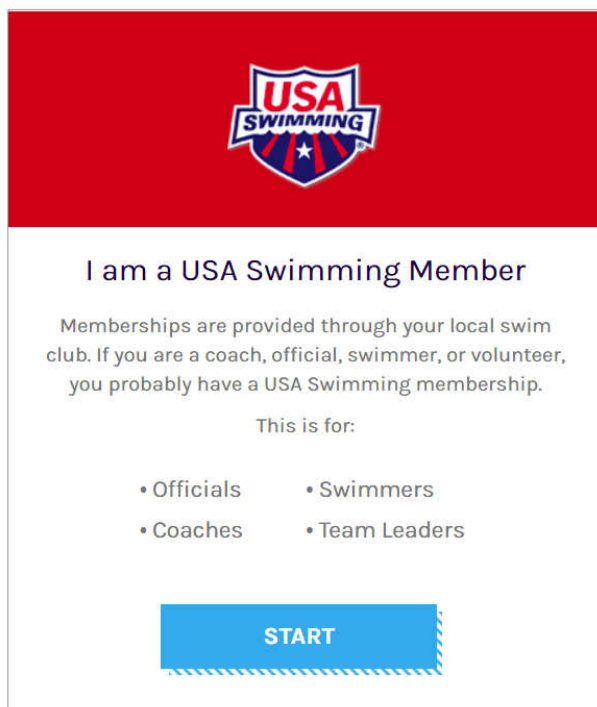 USA
SWIMMING
®
I am a USA Swimming Member
Memberships are provided through your local swim
club. If you are a coach, official, swimmer, or volunteer,
you probably have a USA Swimming membership.
This is for:
• Officials • Swimmers
• Coaches • Team Leaders
START